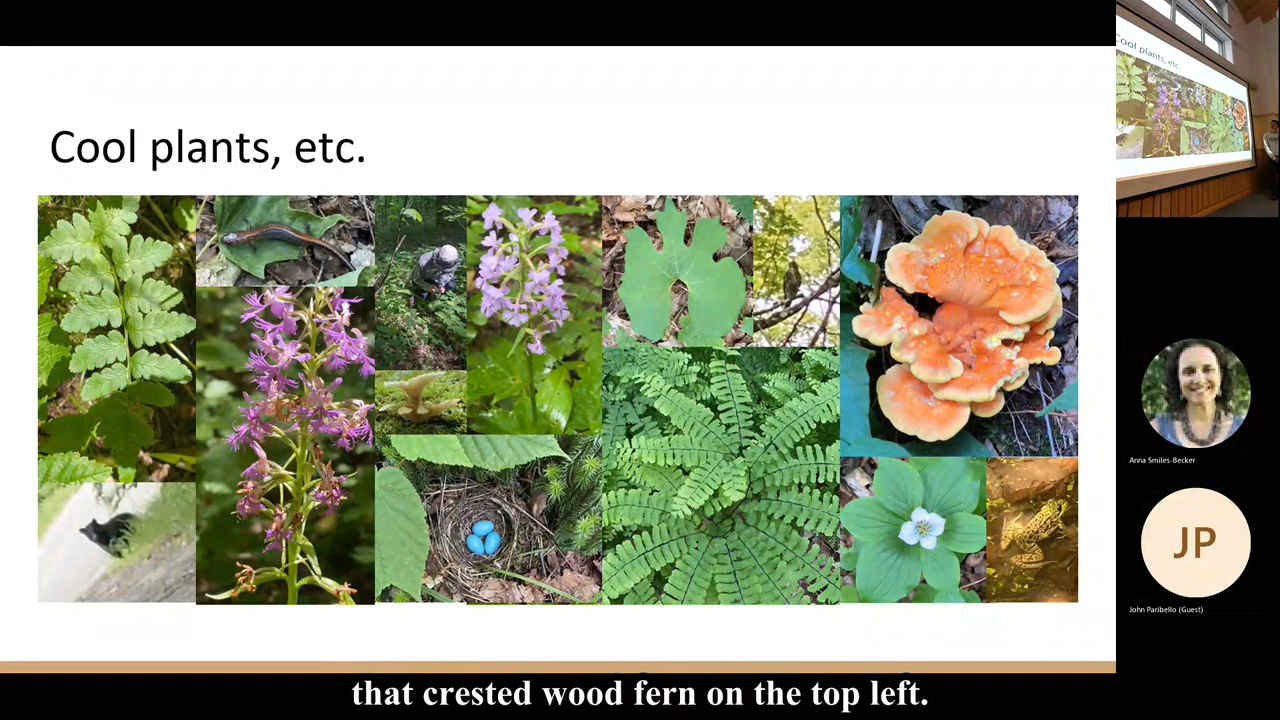 Cool plants, etc.
Cool plants, etc.
Anna Smiles-Becker
JP
John Paribello (Guest)
that crested wood fern on the top left.